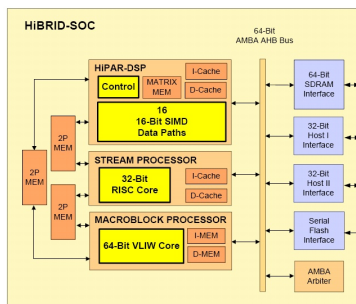 HiBRID-SOC
64-Bit
AMBA AHB Bus
HiPAR-DSP
Control
MATRIX
MEM
I-Cache
D-Cache
16
16-Bit SIMD
Data Paths
2P
MEM
2P
MEM
2P
MEM
STREAM PROCESSOR
32-Bit
RISC Core
I-Cache
D-Cache
MACROBLOCK PROCESSOR
64-Bit VLIW Core
I-MEM
D-MEM
64-Bit
SDRAM
Interface
32-Bit
Host I
Interface
32-Bit
Host II
Interface
Serial
Flash
Interface
AMBA
Arbiter